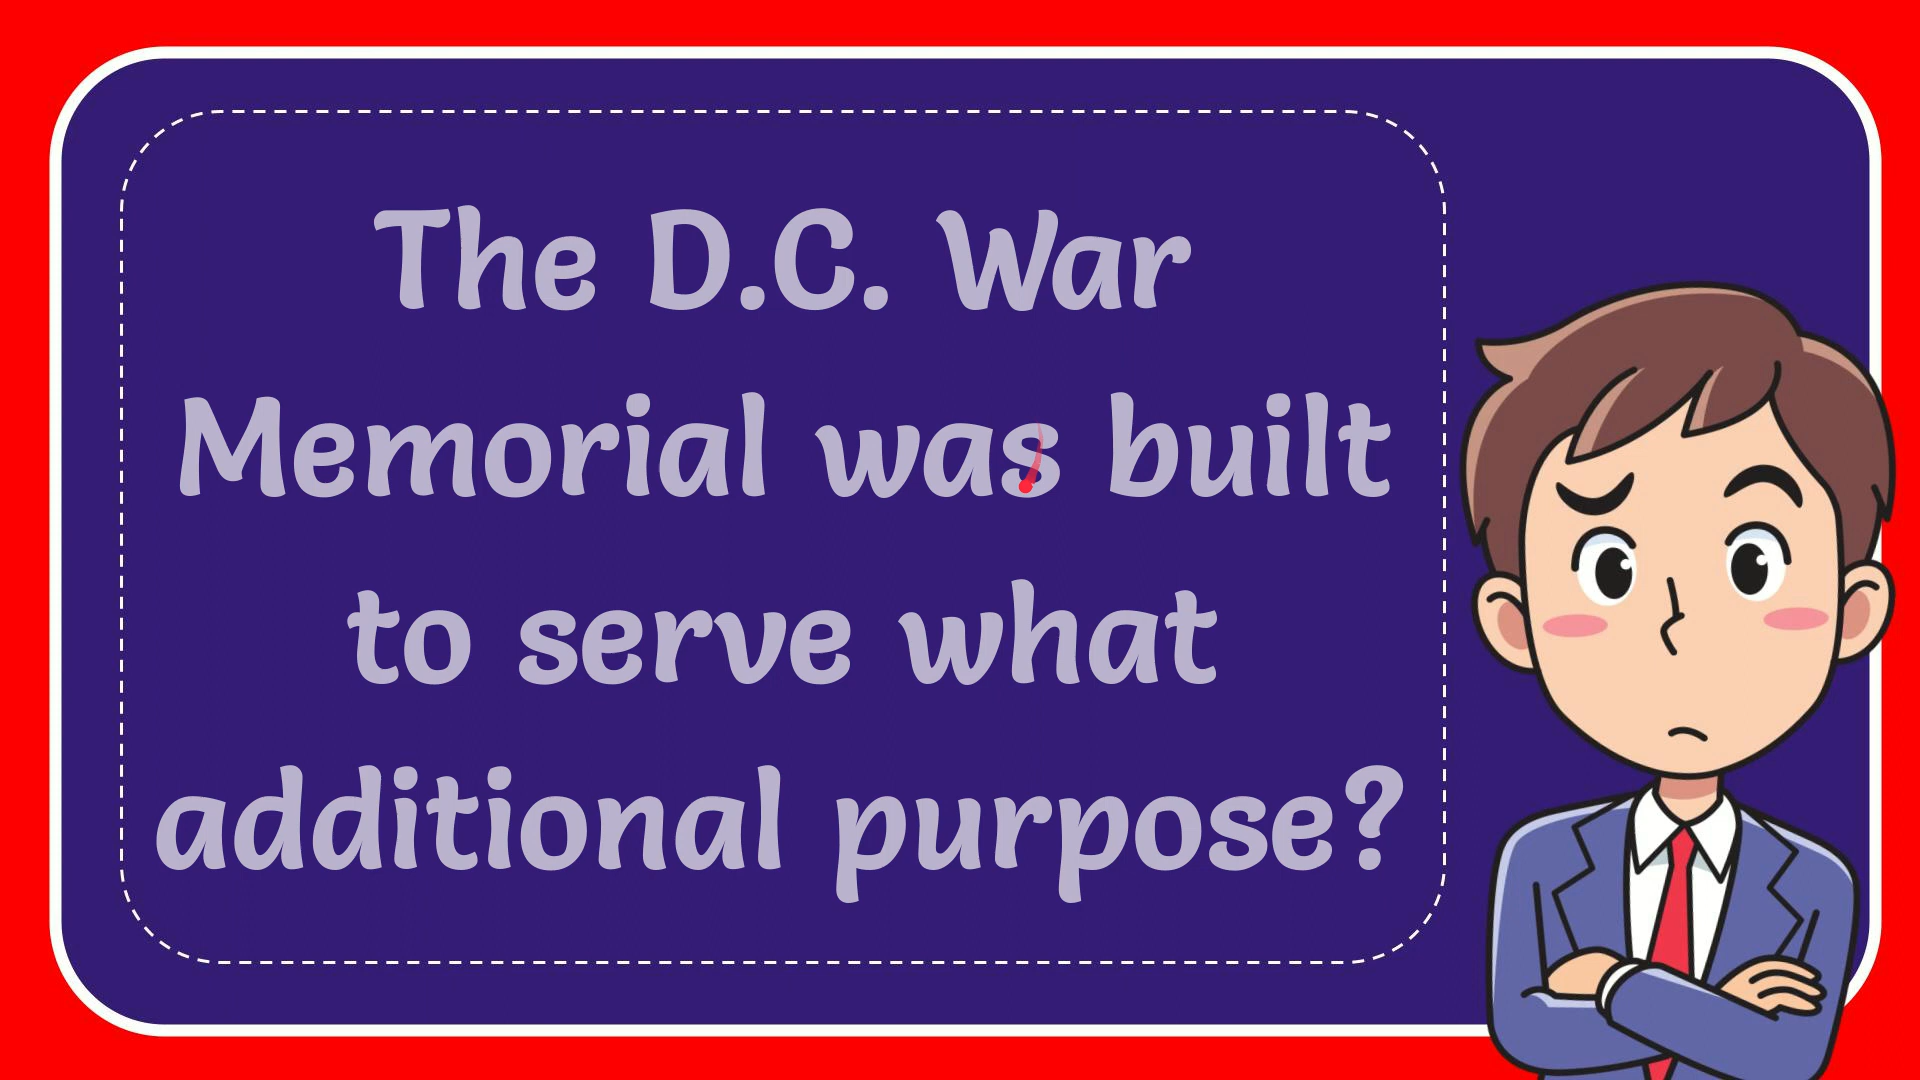 The D.C. War
Memorial was built
to serve what
additional purpose?